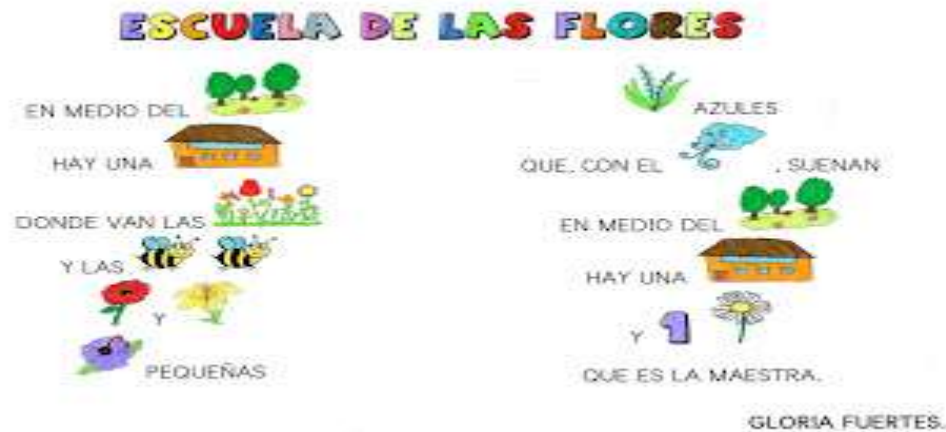 ESCUELA DE LAS FLORES
EN MEDIO DEL
HAY UNA
DONDE VAN LAS
Y LAS
Y
PEQUEÑAS
AZULES
QUE, CON EL , SUENAN
EN MEDIO DEL
HAY UNA
Y 1
QUE ES LA MAESTRA.
GLORIA FUERTES.